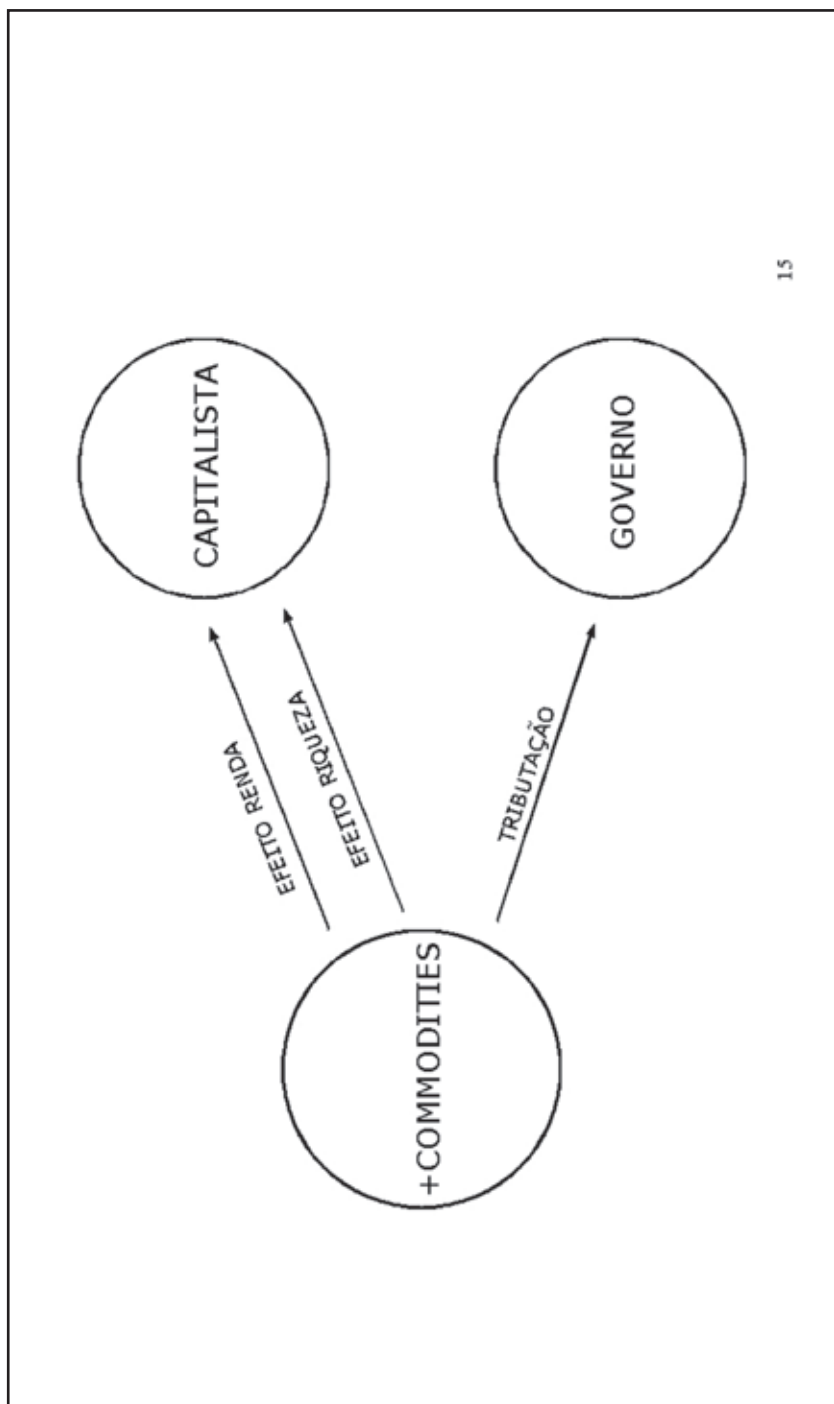 +COMMODITIES
EFEITO RENDA
EFEITO RIQUEZA
TRIBUTAÇÃO
CAPITALISTA
GOVERNO
15